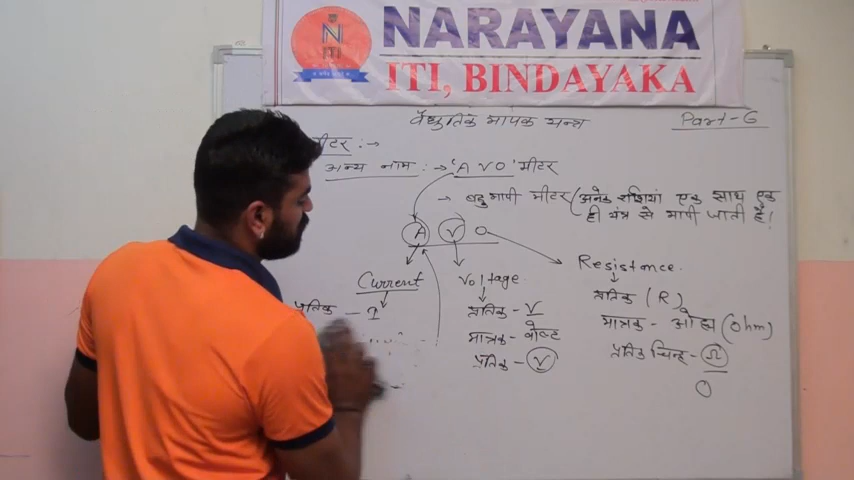 N
ITI
NARAYANA
ITI, BINDAYAKA
वैधुतिक मापक यन्त्र
Part-6
मीटर :→
अन्य नाम :→ 'A V O' मीटर
→ बहुमापी मीटर (अनेक राशियां एक साथ एक
ही यंत्र से मापी जाती है।
A V O
Current
प्रतिक - I
Voltage
प्रतिक - V
मात्रक - वोल्ट
प्रतिक - V
Resistance
प्रतिक (R)
मात्रक - ओह्म (Ohm)
प्रतिक चिन्ह - Ω
O